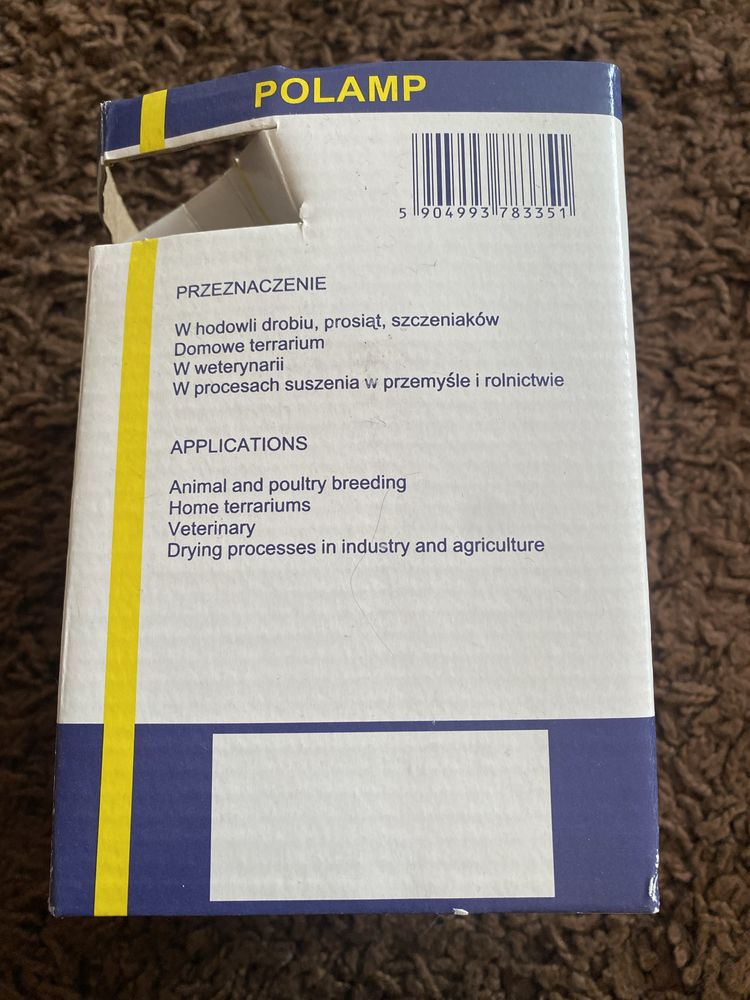 POLAMP
5 904993 783351
PRZEZNACZENIE
W hodowli drobiu, prosiąt, szczeniaków
Domowe terrarium
W weterynarii
W procesach suszenia w przemyśle i rolnictwie
APPLICATIONS
Animal and poultry breeding
Home terrariums
Veterinary
Drying processes in industry and agriculture